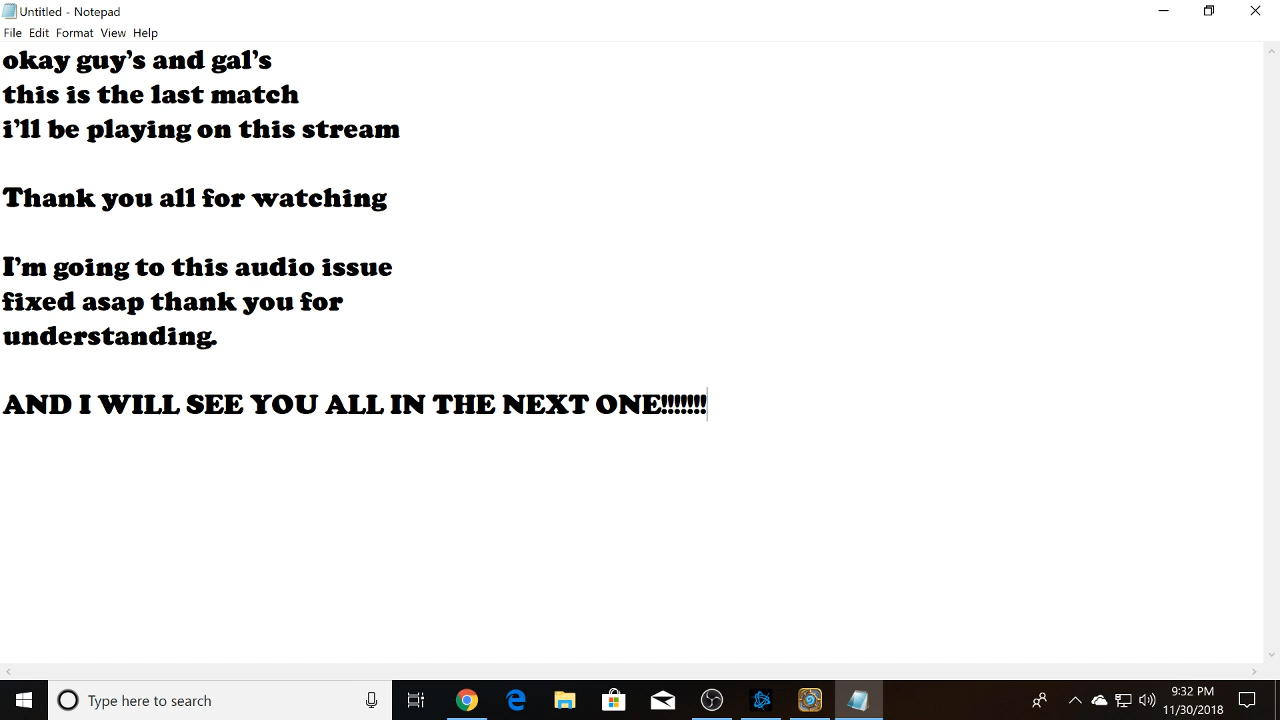 Untitled - Notepad
File Edit Format View Help
okay guy’s and gal’s
this is the last match
i’ll be playing on this stream
Thank you all for watching
I’m going to this audio issue
fixed asap thank you for
understanding.
AND I WILL SEE YOU ALL IN THE NEXT ONE!!!!!!!
Type here to search
9:32 PM
11/30/2018